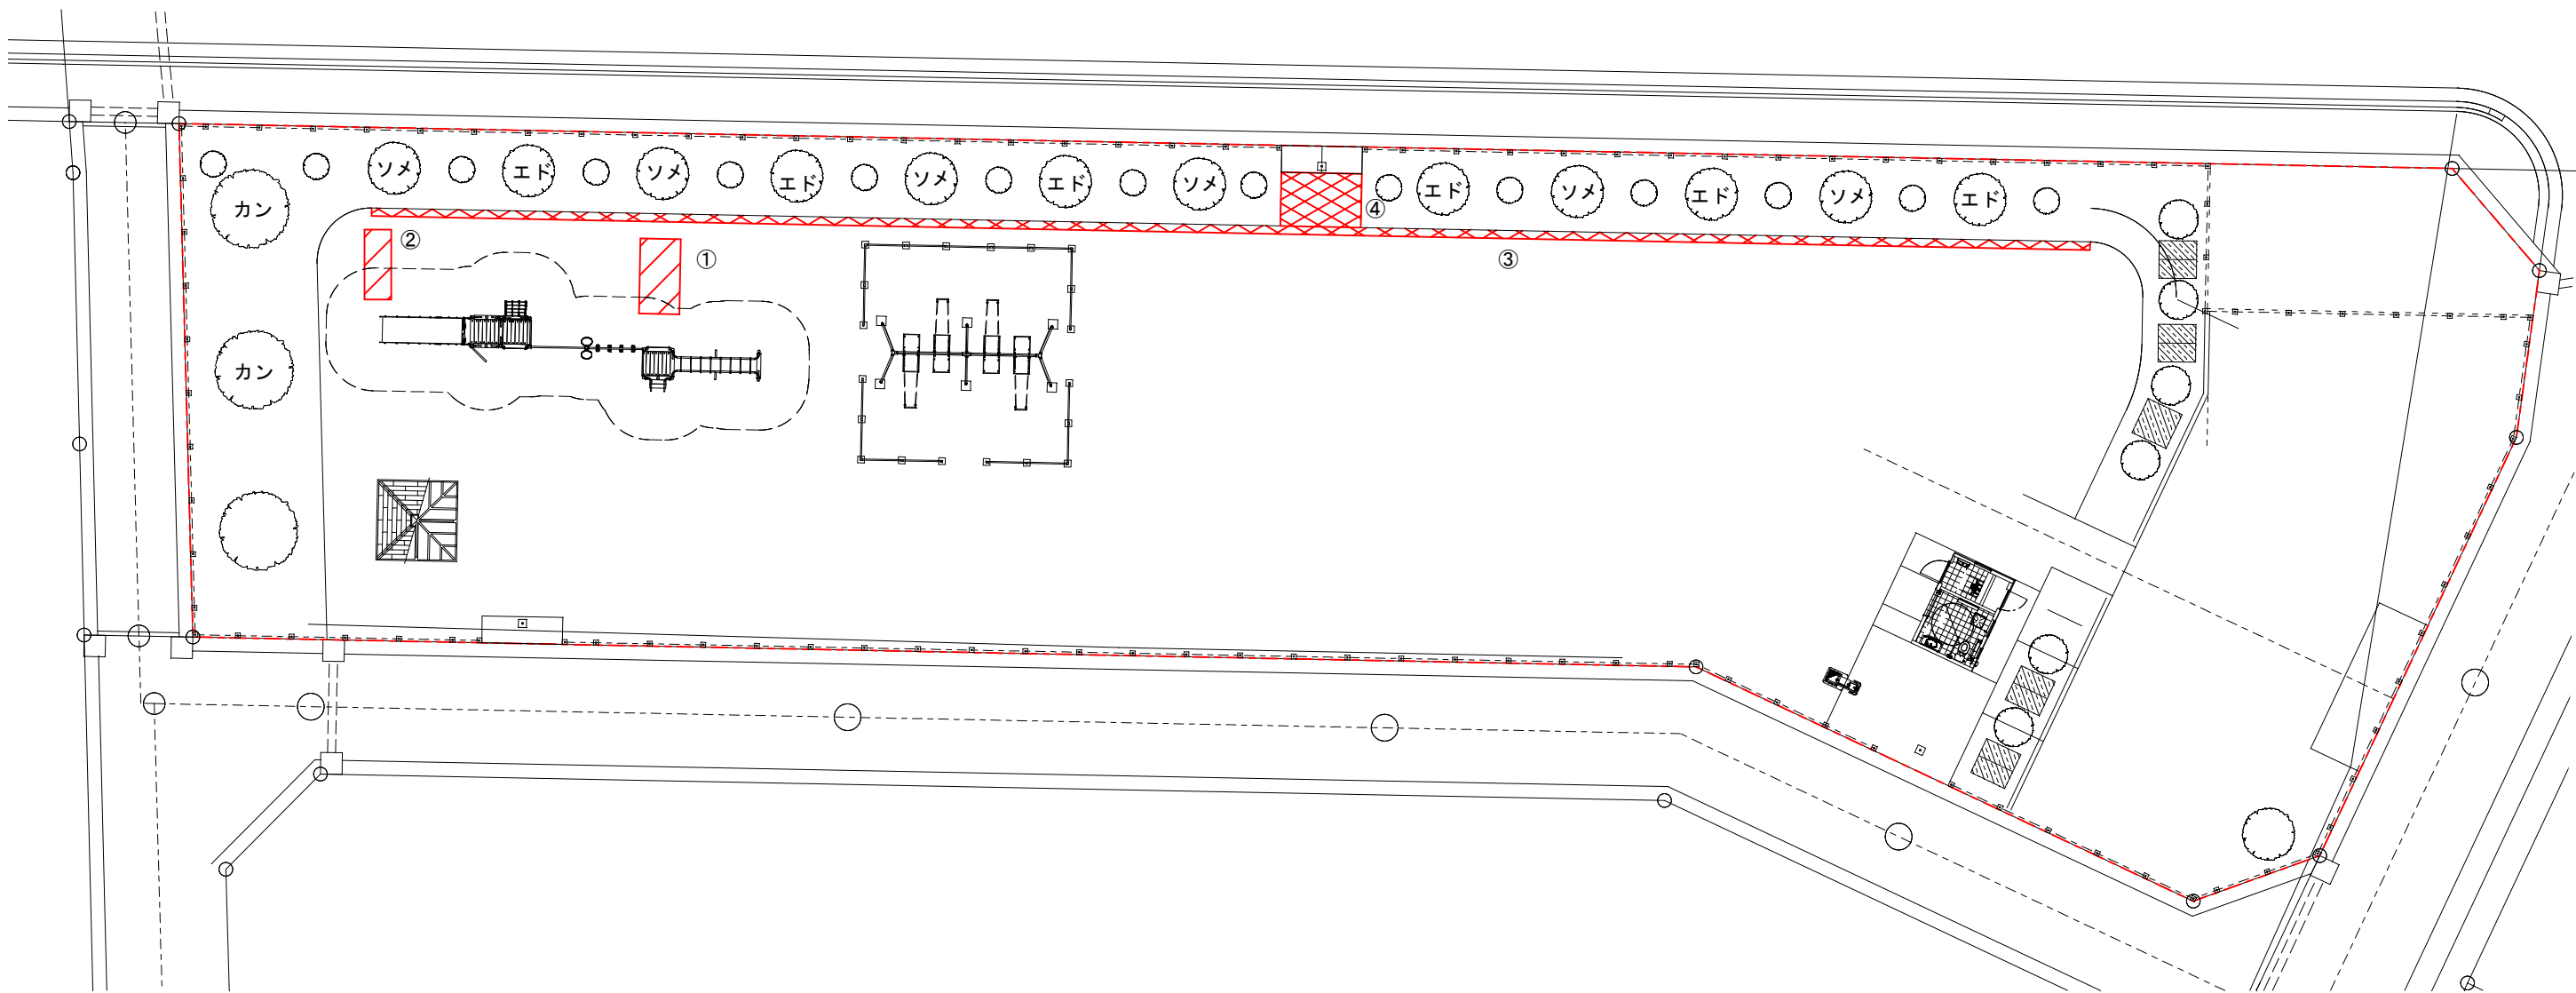 ソメ エド ソメ エド ソメ エド ソメ エド ソメ エド ソメ エド
カン
④
② ① ③
カン